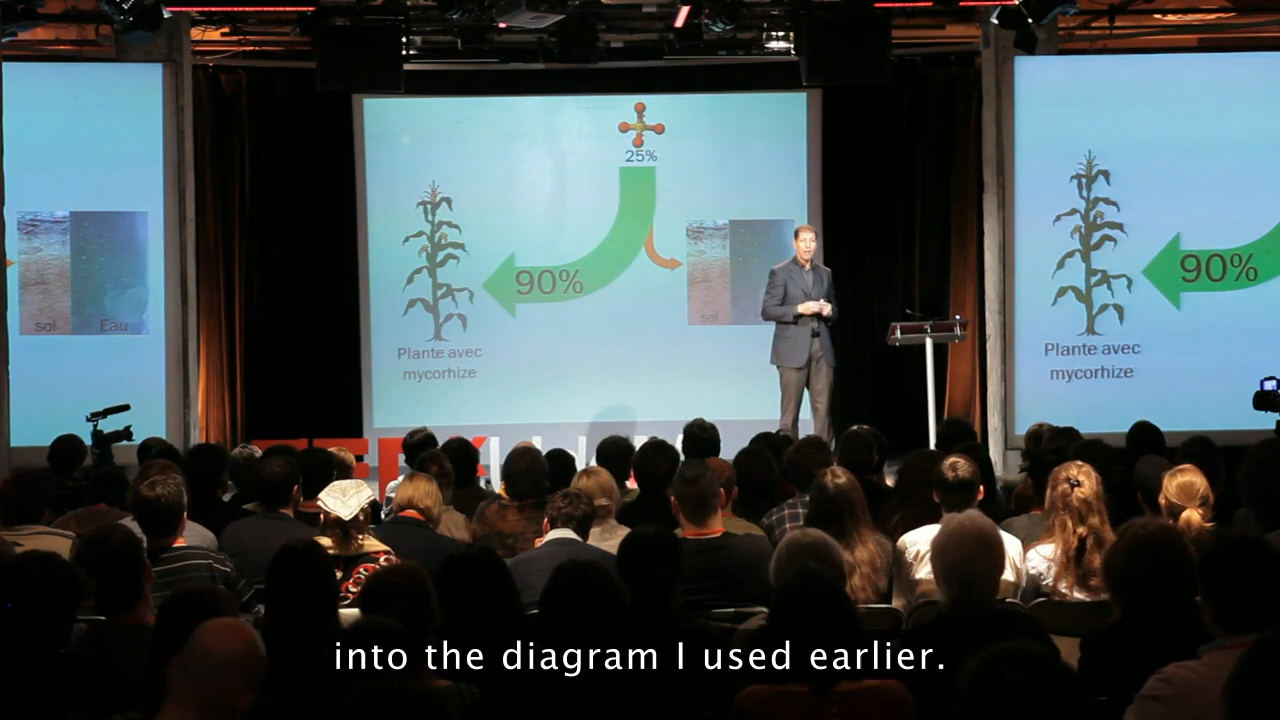 25%
90%
Plante avec
mycorhize
sol
sol
Eau
90%
Plante avec
mycorhize
into the diagram I used earlier.